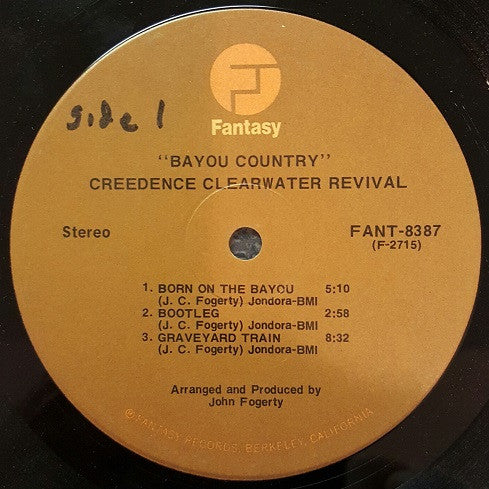 Side 1
Fantasy
"BAYOU COUNTRY"
CREEDENCE CLEARWATER REVIVAL
Stereo
FANT-8387
(F-2715)
1. BORN ON THE BAYOU 5:10
(J. C. Fogerty) Jondora-BMI
2. BOOTLEG 2:58
(J. C. Fogerty) Jondora-BMI
3. GRAVEYARD TRAIN 8:32
(J. C. Fogerty) Jondora-BMI
Arranged and Produced by
John Fogerty
℗ FANTASY RECORDS, BERKELEY, CALIFORNIA